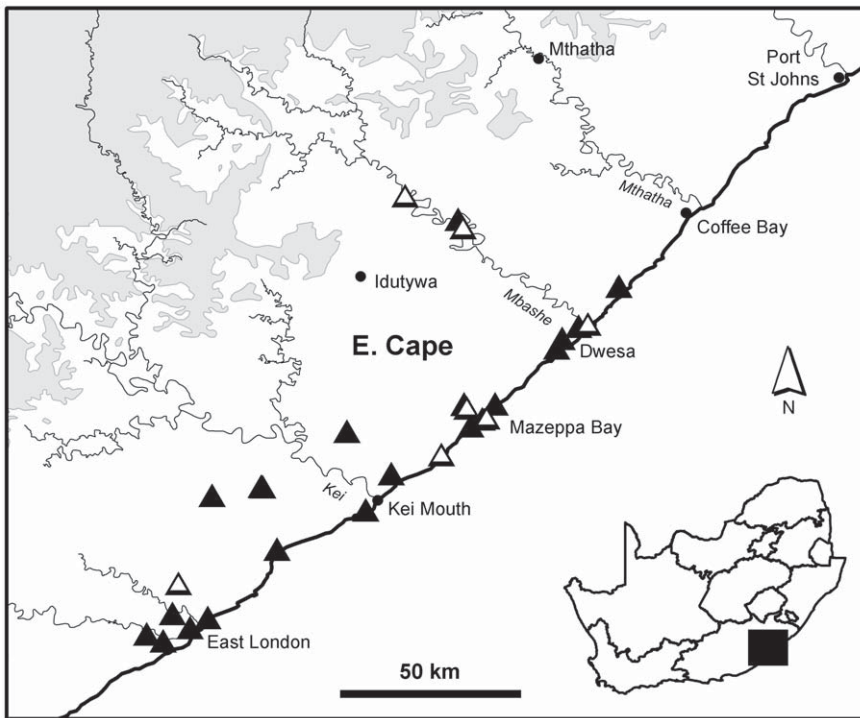 Mthatha
Port
St Johns
Mthatha
Coffee Bay
Idutywa
Mbashe
E. Cape
Dwesa
N
Mazeppa Bay
Kei
Kei Mouth
East London
50 km